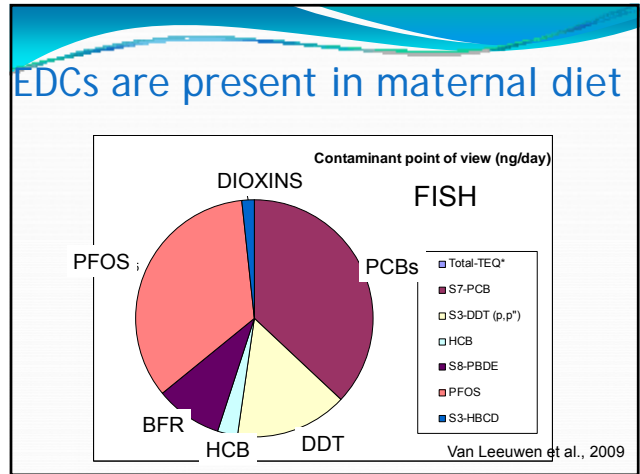 EDCs are present in maternal diet
Contaminant point of view (ng/day)
DIOXINS
FISH
PFOS
PCBs
BFR
HCB
DDT
Total-TEQ*
S7-PCB
S3-DDT (p,p")
HCB
S8-PBDE
PFOS
S3-HBCD
Van Leeuwen et al., 2009